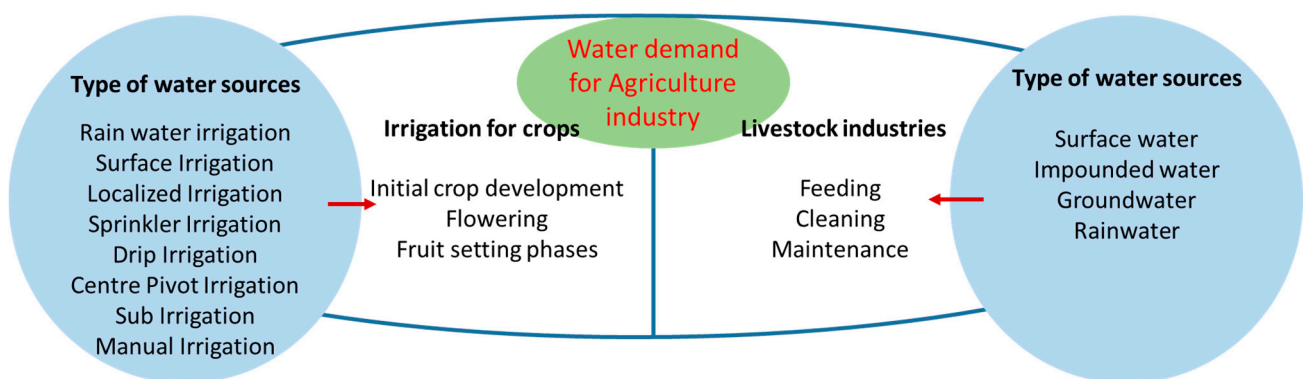 Water demand
for Agriculture
industry
Type of water sources
Rain water irrigation
Surface Irrigation
Localized Irrigation
Sprinkler Irrigation
Drip Irrigation
Centre Pivot Irrigation
Sub Irrigation
Manual Irrigation
Irrigation for crops
Initial crop development
Flowering
Fruit setting phases
Livestock industries
Feeding
Cleaning
Maintenance
Type of water sources
Surface water
Impounded water
Groundwater
Rainwater